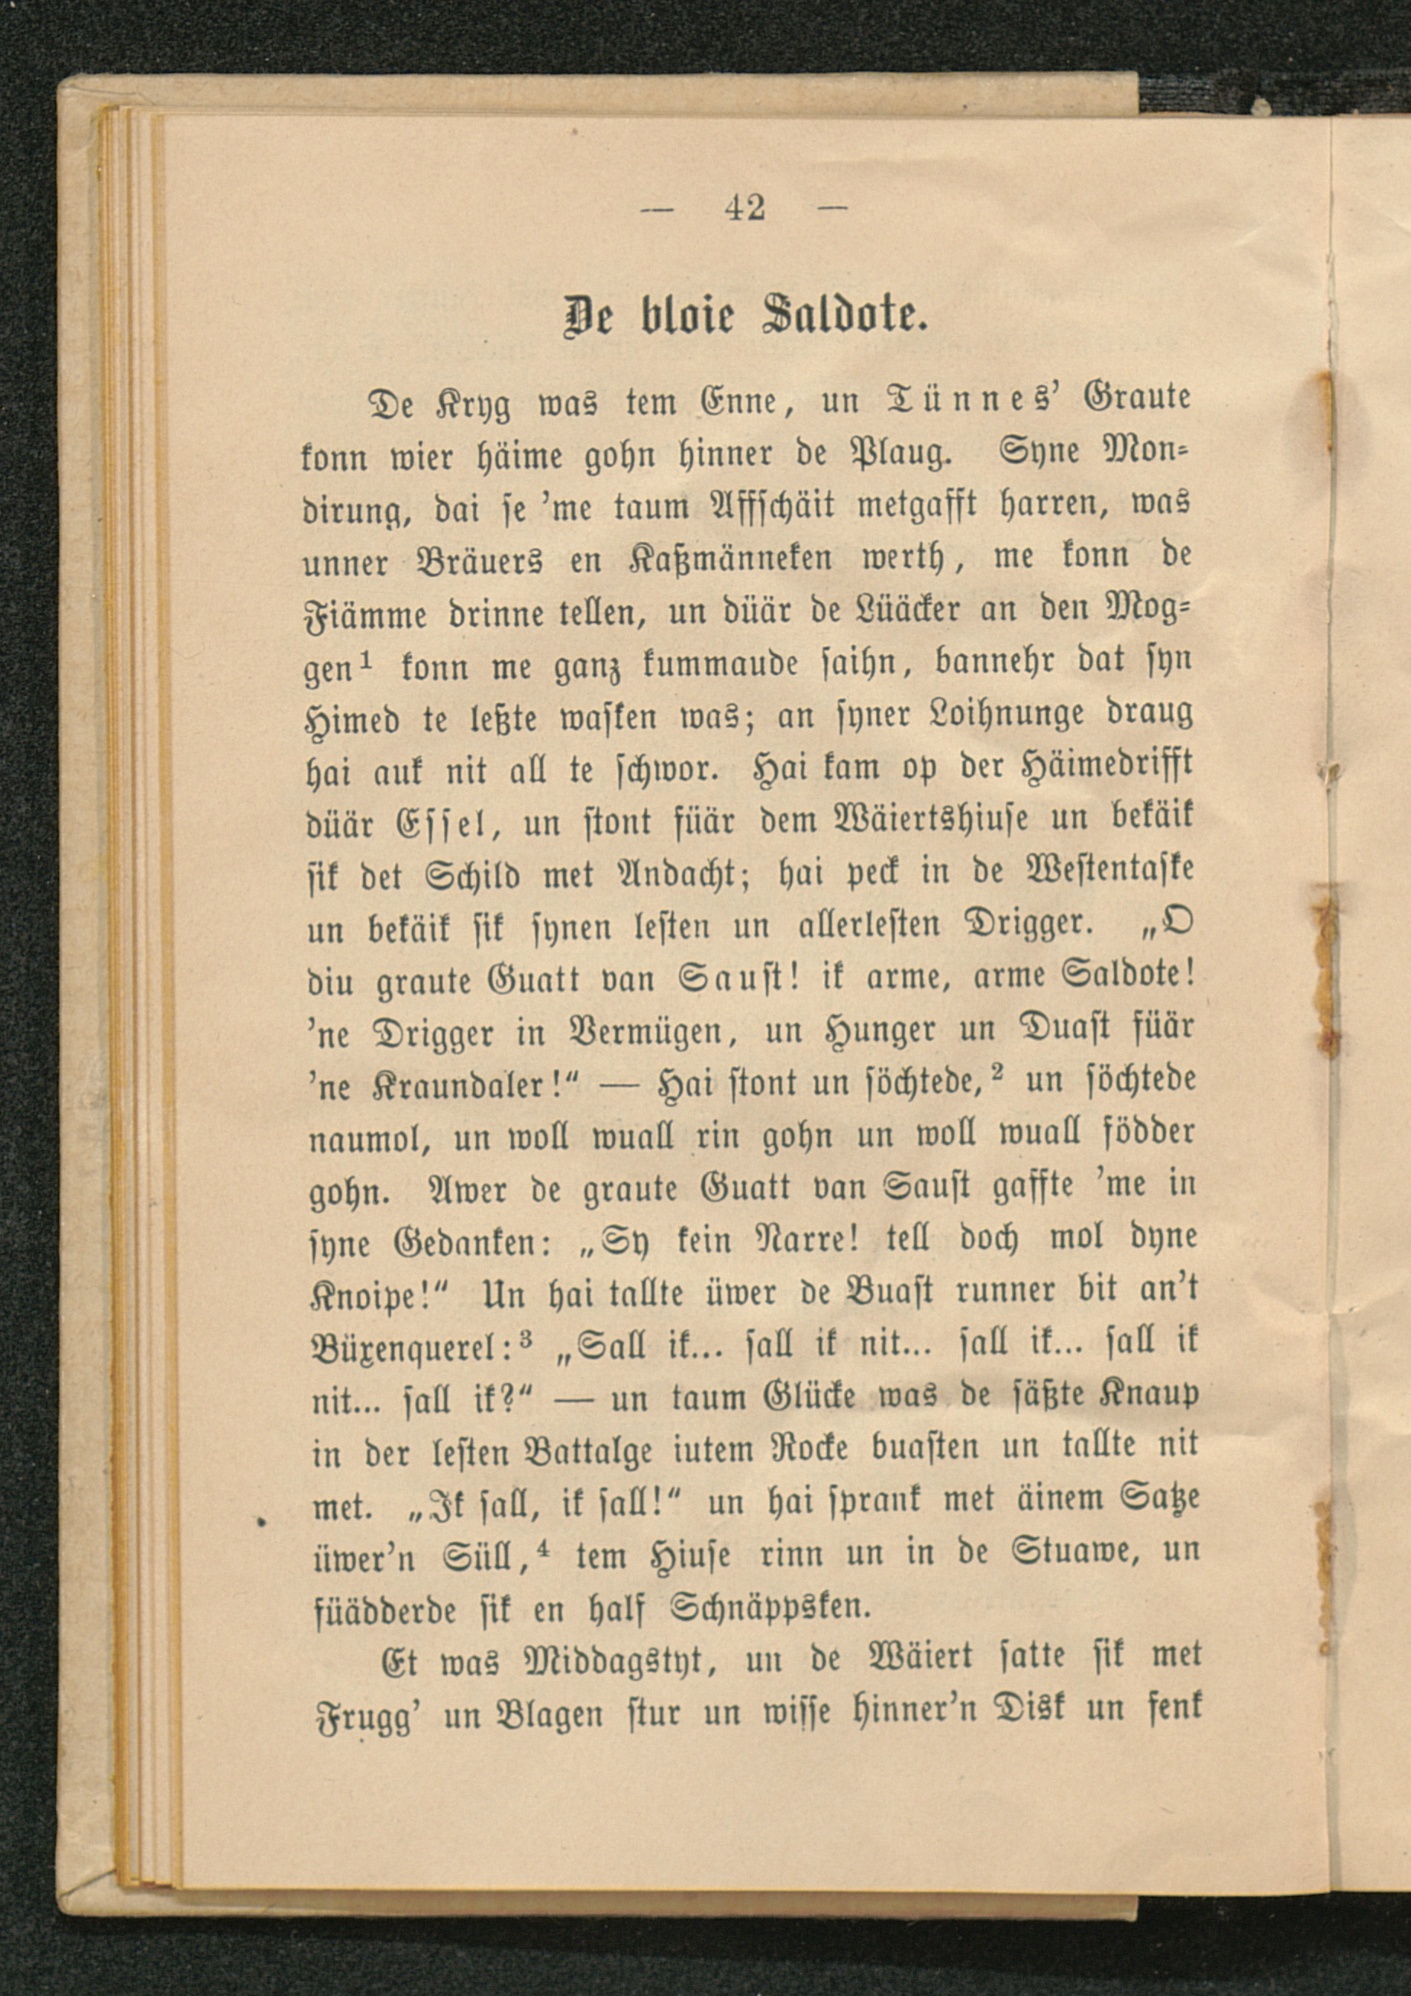 — 42 —
De bloie Saldote.
De Kryg was tem Enne, un Tünnes' Graute
konn wier häime gohn hinner de Plaug. Syne Mon-
dirung, dai se 'me taum Affschäit metgafft harren, was
unner Bräuers en Kaßmänneken werth, me konn de
Fiämme drinne tellen, un düär de Lüäcker an den Mog-
gen¹ konn me ganz kummaude saihn, bannehr dat syn
Himed te leßte wasken was; an syner Loihnunge draug
hai auk nit all te schwor. Hai kam op der Häimedrifft
düär Essel, un stont füär dem Wäiertshiuse un bekäik
sik det Schild met Andacht; hai peck in de Westentaske
un bekäik sik synen lesten un allerlesten Drigger. „O
diu graute Guatt van Saust! ik arme, arme Saldote!
'ne Drigger in Vermügen, un Hunger un Duast füär
'ne Kraundaler!“ — Hai stont un söchtede,² un söchtede
naumol, un woll wuall rin gohn un woll wuall födder
gohn. Awer de graute Guatt van Saust gaffte 'me in
syne Gedanken: „Sy kein Narre! tell doch mol dyne
Knoipe!“ Un hai tallte üwer de Buast runner bit an't
Büxenquerel:³ „Sall ik... sall ik nit... sall ik... sall ik
nit... sall ik?“ — un taum Glücke was de säßte Knaup
in der lesten Battalge iutem Rocke buasten un tallte nit
met. „Ik sall, ik sall!“ un hai sprank met äinem Satze
üwer'n Süll,⁴ tem Hiuse rinn un in de Stuawe, un
füädderde sik en half Schnäppsken.
Et was Middagstyt, un de Wäiert satte sik met
Frugg' un Blagen stur un wisse hinner'n Disk un fenk